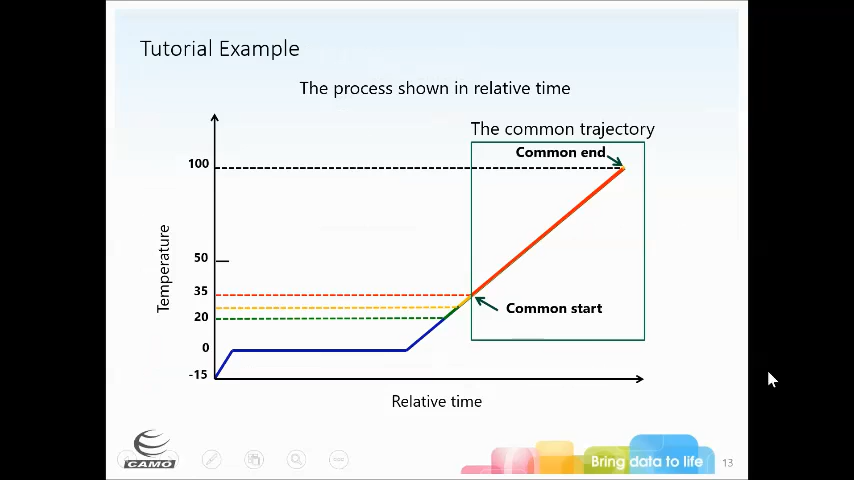 Tutorial Example
The process shown in relative time
The common trajectory
Common end
100
50
35
20
0
-15
Temperature
Common start
Relative time
CAMO
Bring data to life
13